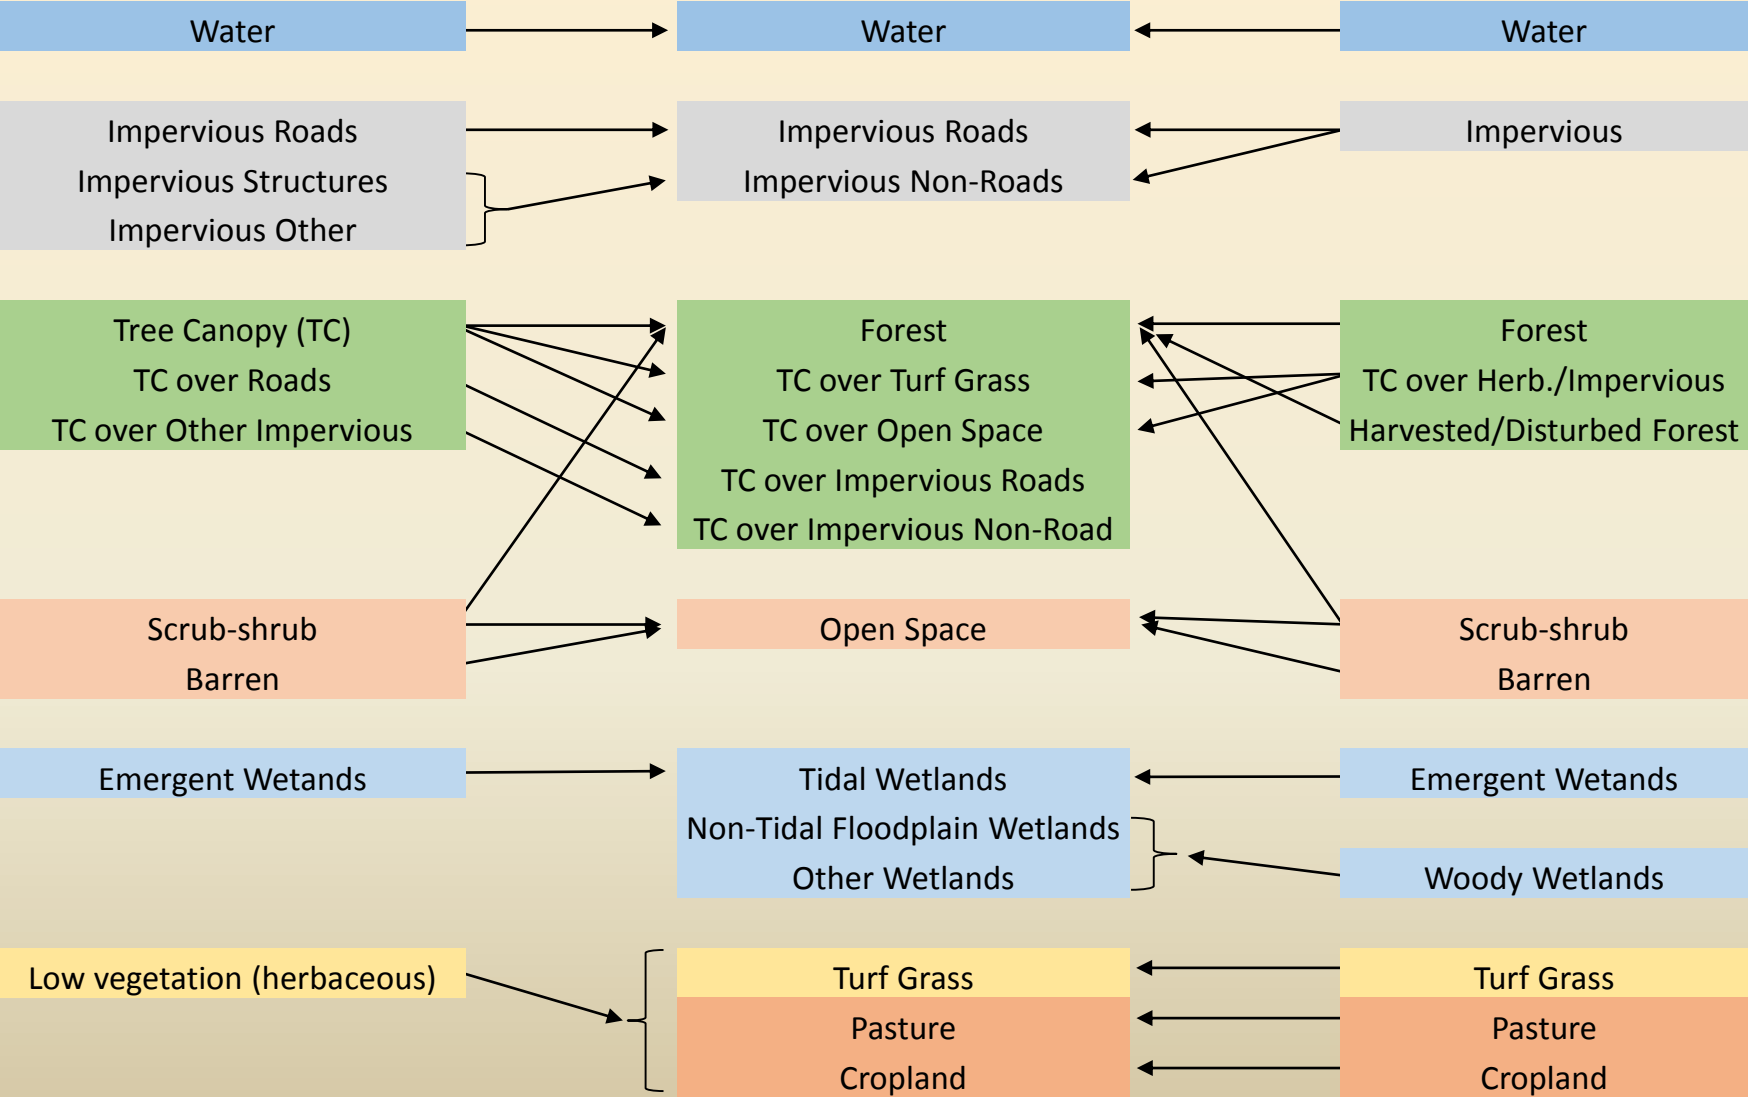 Water
Impervious Roads
Impervious Structures
Impervious Other
Tree Canopy (TC)
TC over Roads
TC over Other Impervious
Scrub-shrub
Barren
Emergent Wetands
Low vegetation (herbaceous)
Water
Impervious Roads
Impervious Non-Roads
Forest
TC over Turf Grass
TC over Open Space
TC over Impervious Roads
TC over Impervious Non-Road
Open Space
Tidal Wetlands
Non-Tidal Floodplain Wetlands
Other Wetlands
Turf Grass
Pasture
Cropland
Water
Impervious
Forest
TC over Herb./Impervious
Harvested/Disturbed Forest
Scrub-shrub
Barren
Emergent Wetands
Woody Wetlands
Turf Grass
Pasture
Cropland